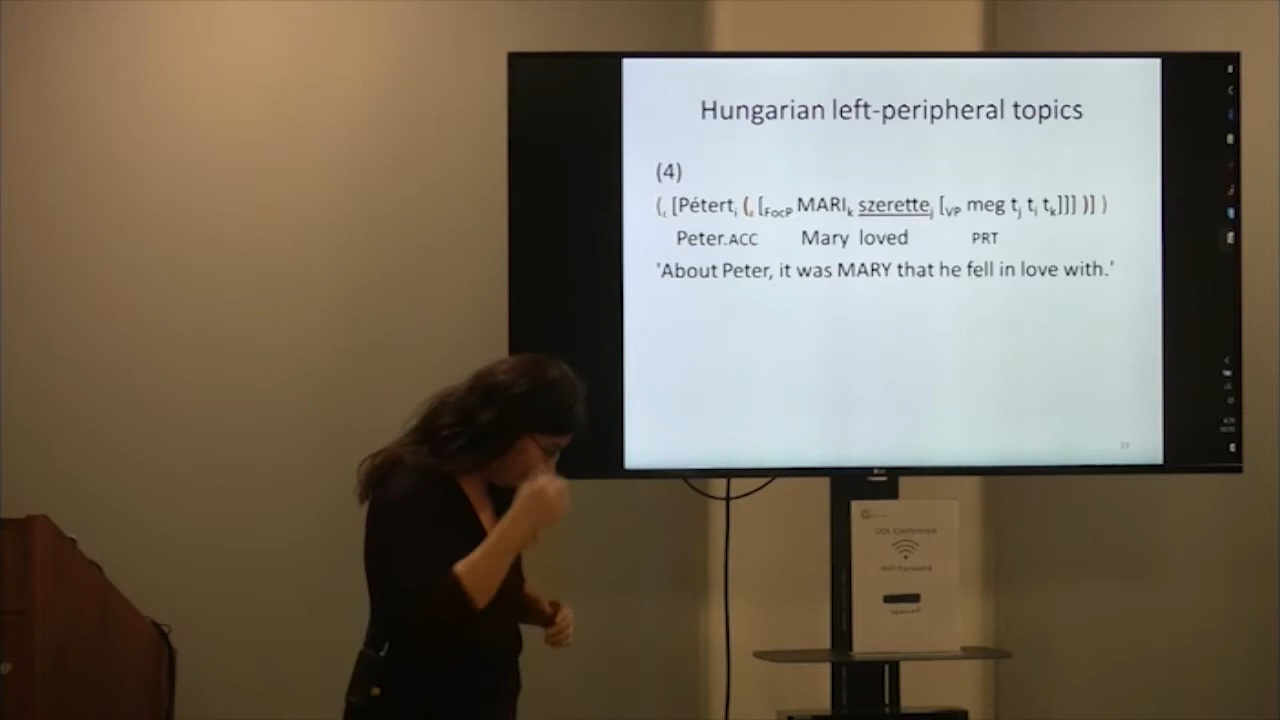 Hungarian left-peripheral topics
(4)
(ι [Péterti (ι [FocP MARIk szerettej [VP meg tj ti tk]]] )] )
Peter.ACC Mary loved PRT
'About Peter, it was MARY that he fell in love with.'
UOL Conference
WiFi Password